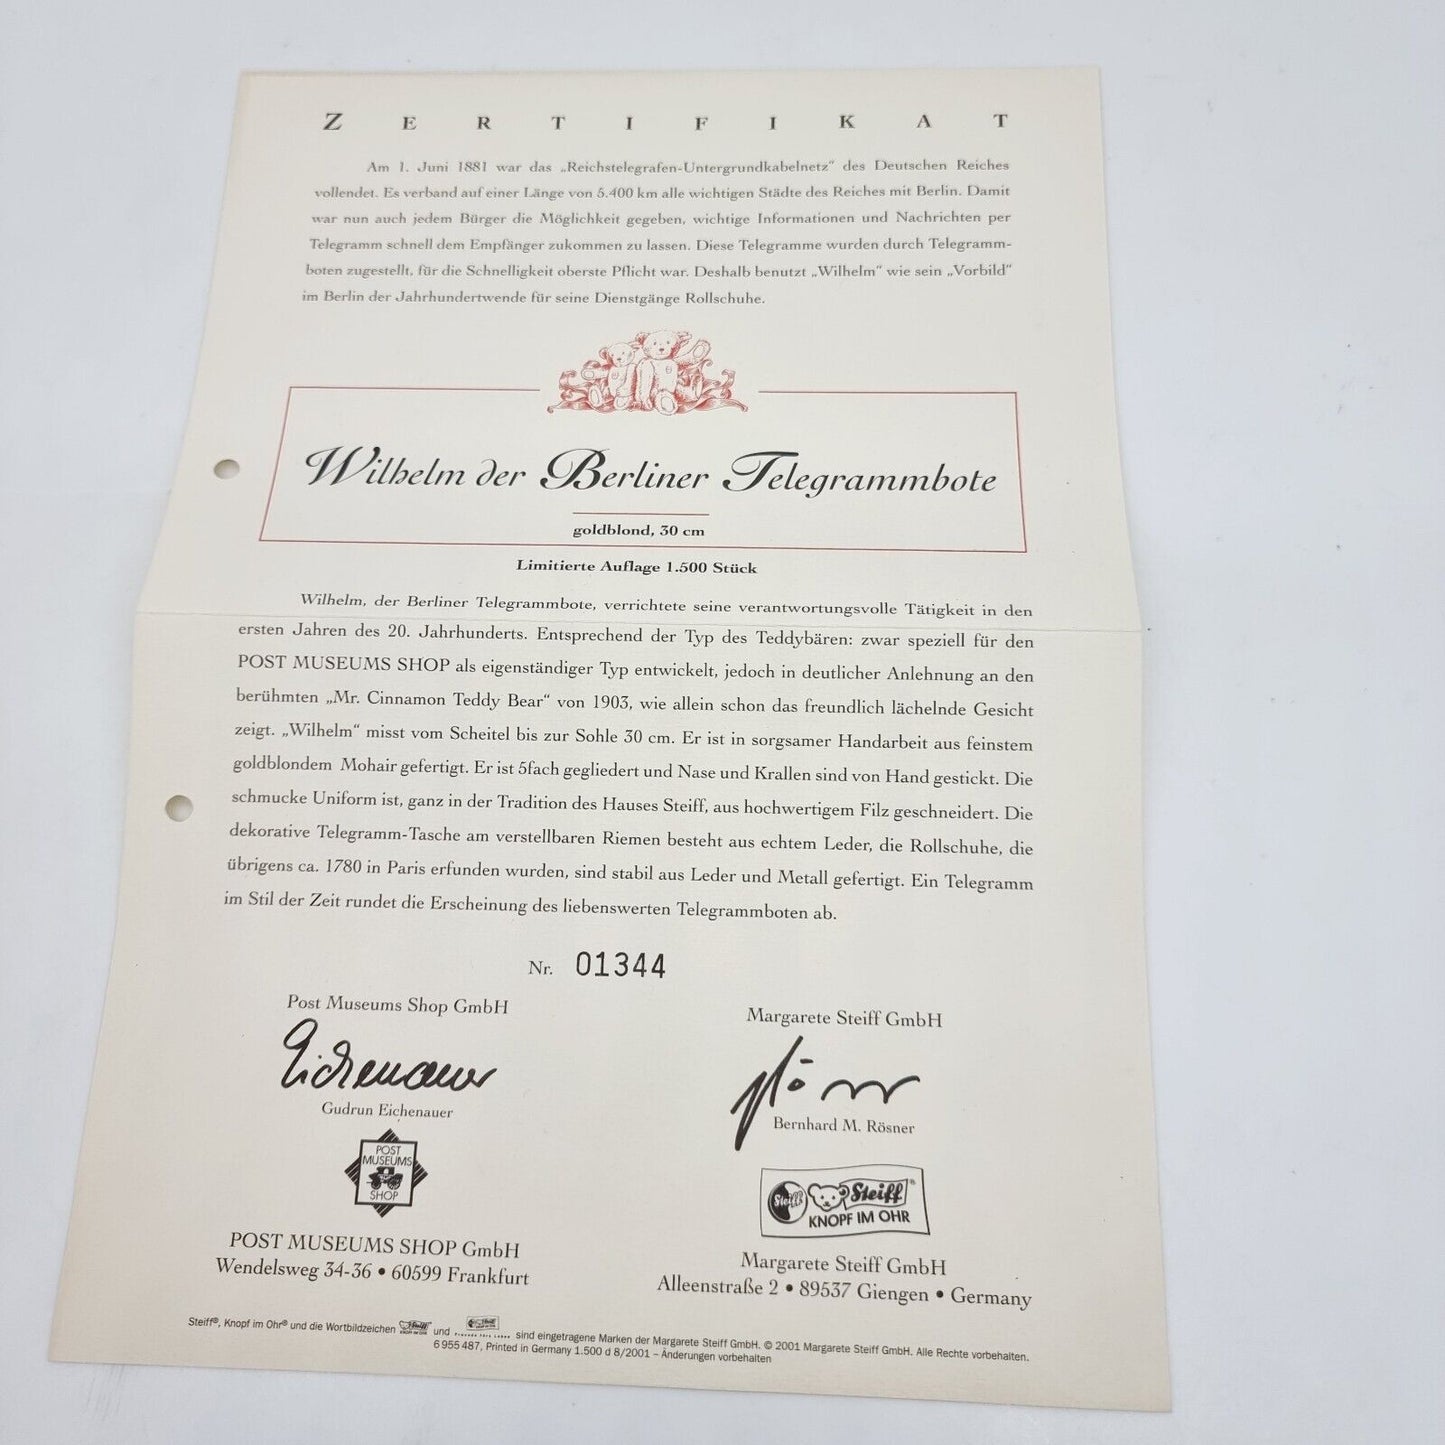 ZERTIFIKAT
Am 1. Juni 1881 war das „Reichstelegrafen-Untergrundkabelnetz“ des Deutschen Reiches
vollendet. Es verband auf einer Länge von 5.400 km alle wichtigen Städte des Reiches mit Berlin. Damit
war nun auch jedem Bürger die Möglichkeit gegeben, wichtige Informationen und Nachrichten per
Telegramm schnell dem Empfänger zukommen zu lassen. Diese Telegramme wurden durch Telegramm-
boten zugestellt, für die Schnelligkeit oberste Pflicht war. Deshalb benutzt „Wilhelm“ wie sein „Vorbild“
im Berlin der Jahrhundertwende für seine Dienstgänge Rollschuhe.
Wilhelm der Berliner Telegrammbote
goldblond, 30 cm
Limitierte Auflage 1.500 Stück
Wilhelm, der Berliner Telegrammbote, verrichtete seine verantwortungsvolle Tätigkeit in den
ersten Jahren des 20. Jahrhunderts. Entsprechend der Typ des Teddybären: zwar speziell für den
POST MUSEUMS SHOP als eigenständiger Typ entwickelt, jedoch in deutlicher Anlehnung an den
berühmten „Mr. Cinnamon Teddy Bear“ von 1903, wie allein schon das freundlich lächelnde Gesicht
zeigt. „Wilhelm“ misst vom Scheitel bis zur Sohle 30 cm. Er ist in sorgsamer Handarbeit aus feinstem
goldblondem Mohair gefertigt. Er ist 5fach gegliedert und Nase und Krallen sind von Hand gestickt. Die
schmucke Uniform ist, ganz in der Tradition des Hauses Steiff, aus hochwertigem Filz geschneidert. Die
dekorative Telegramm-Tasche am verstellbaren Riemen besteht aus echtem Leder, die Rollschuhe, die
übrigens ca. 1780 in Paris erfunden wurden, sind stabil aus Leder und Metall gefertigt. Ein Telegramm
im Stil der Zeit rundet die Erscheinung des liebenswerten Telegrammboten ab.
Nr. 01344
Post Museums Shop GmbH
Eichenauer
Gudrun Eichenauer
POST
MUSEUMS
SHOP
POST MUSEUMS SHOP GmbH
Wendelsweg 34-36 • 60599 Frankfurt
Margarete Steiff GmbH
Bernhard M. Rösner
Steiff Steiff®
KNOPF IM OHR
Margarete Steiff GmbH
Alleenstraße 2 • 89537 Giengen • Germany
Steiff®, Knopf im Ohr® und die Wortbildzeichen Steiff KNOPF IM OHR und Steiff sind eingetragene Marken der Margarete Steiff GmbH. © 2001 Margarete Steiff GmbH. Alle Rechte vorbehalten.
6 955 487, Printed in Germany 1.500 d 8/2001 – Änderungen vorbehalten